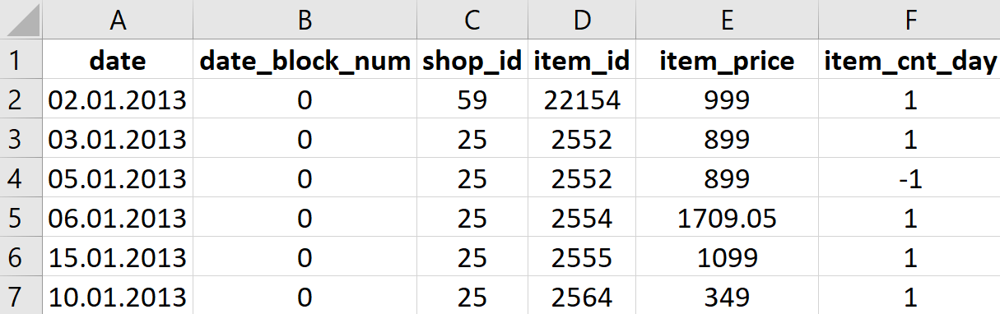 A B C D E F
1 date date_block_num shop_id item_id item_price item_cnt_day
2 02.01.2013 0 59 22154 999 1
3 03.01.2013 0 25 2552 899 1
4 05.01.2013 0 25 2552 899 -1
5 06.01.2013 0 25 2554 1709.05 1
6 15.01.2013 0 25 2555 1099 1
7 10.01.2013 0 25 2564 349 1